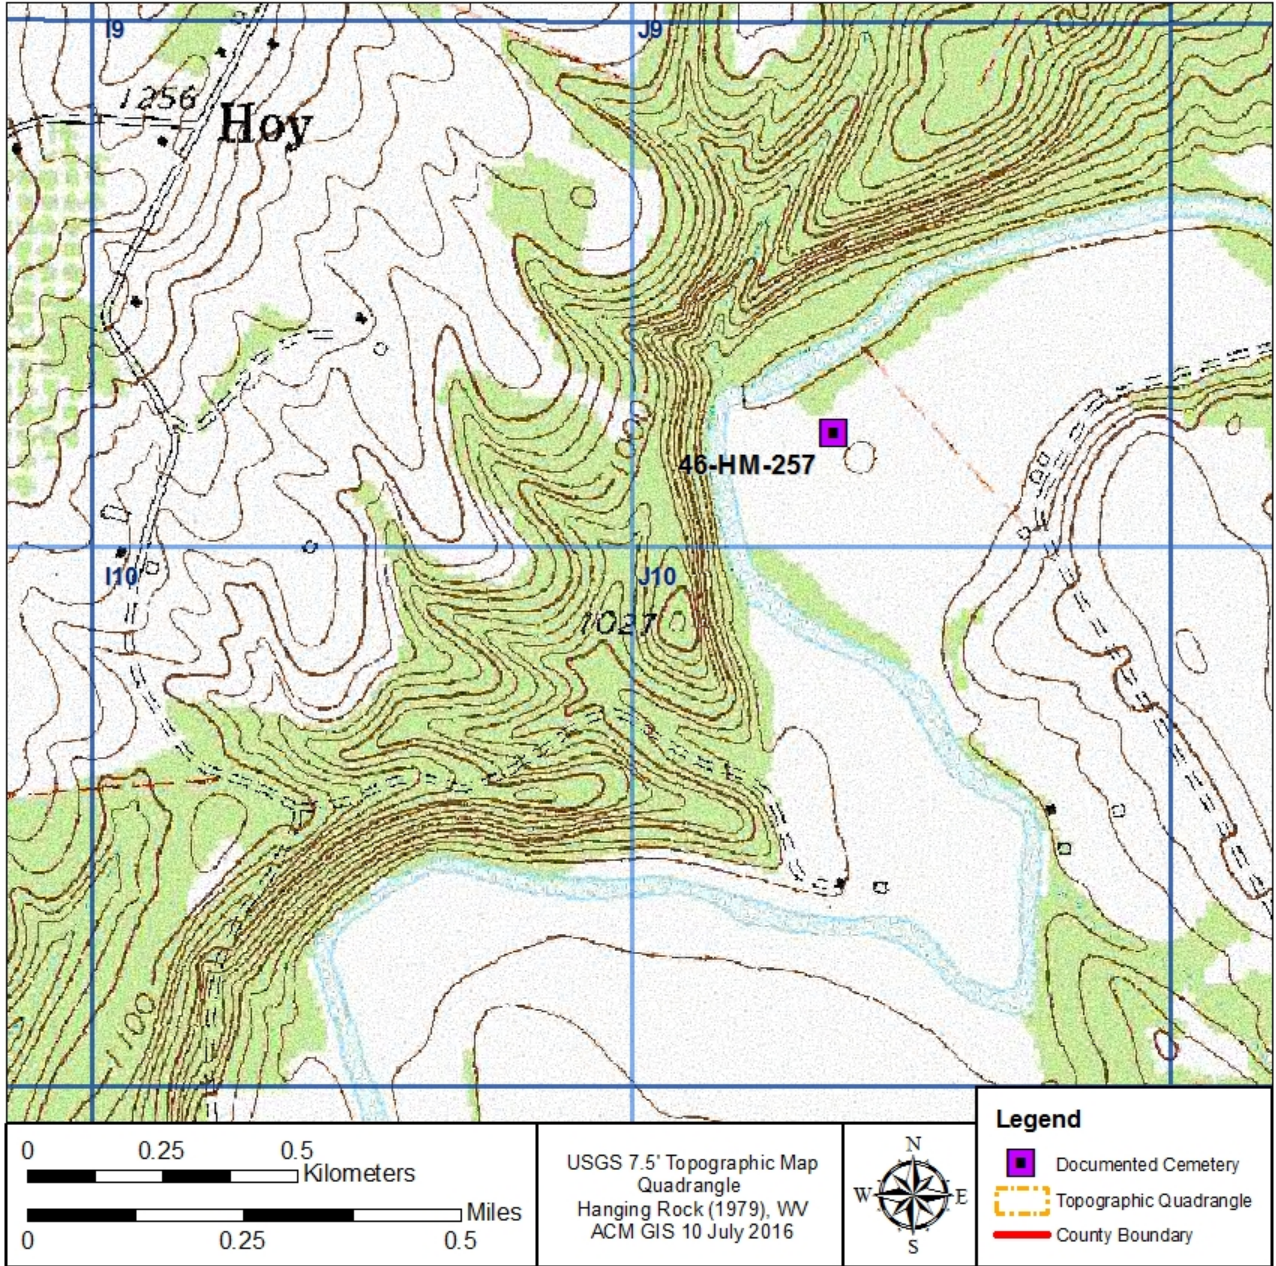 I9
J9
1256
Hoy
46-HM-257
I10
J10
1027
1100
0 0.25 0.5
Kilometers
Miles
0 0.25 0.5
USGS 7.5' Topographic Map
Quadrangle
Hanging Rock (1979), WV
ACM GIS 10 July 2016
N
W E
S
Legend
Documented Cemetery
Topographic Quadrangle
County Boundary